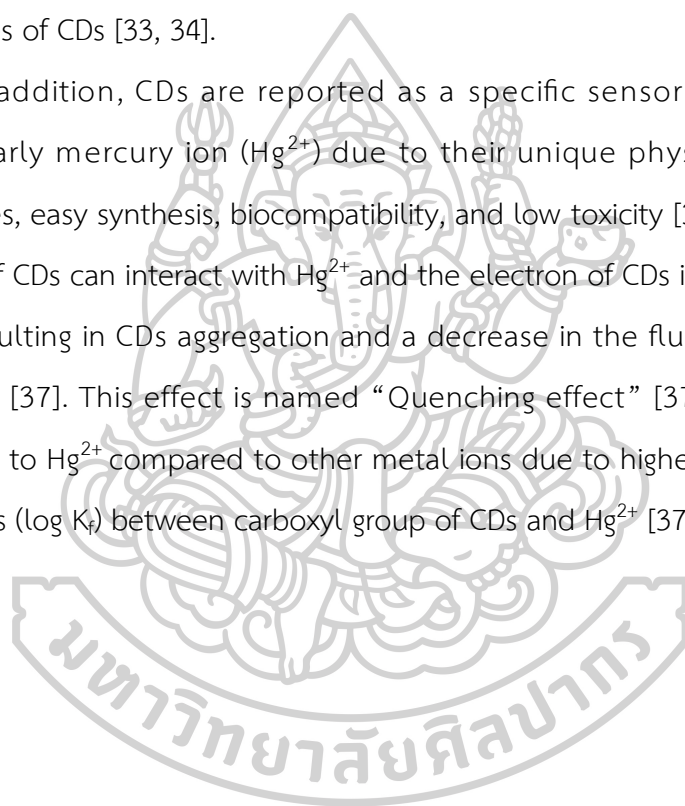 s of CDs [33, 34].
addition, CDs are reported as a specific sensor
arly mercury ion (Hg²⁺) due to their unique phys
es, easy synthesis, biocompatibility, and low toxicity [3
f CDs can interact with Hg²⁺ and the electron of CDs i
ulting in CDs aggregation and a decrease in the flu
[37]. This effect is named “Quenching effect” [37
to Hg²⁺ compared to other metal ions due to highe
s (log K_f) between carboxyl group of CDs and Hg²⁺ [37
มหาวิทยาลัยศิลปากร